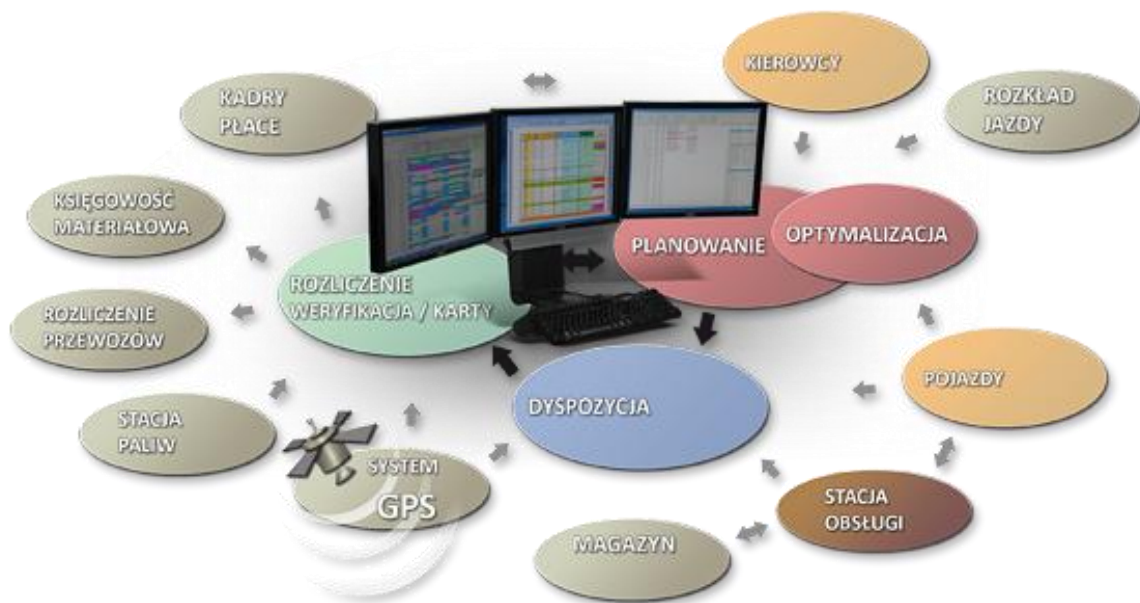 KIEROWCY
KADRY
PŁACE
ROZKŁAD
JAZDY
KSIĘGOWOŚĆ
MATERIAŁOWA
PLANOWANIE
OPTYMALIZACJA
ROZLICZENIE
WERYFIKACJA / KARTY
ROZLICZENIE
PRZEWOZÓW
POJAZDY
DYSPOZYCJA
STACJA
PALIW
SYSTEM
GPS
STACJA
OBSŁUGI
MAGAZYN